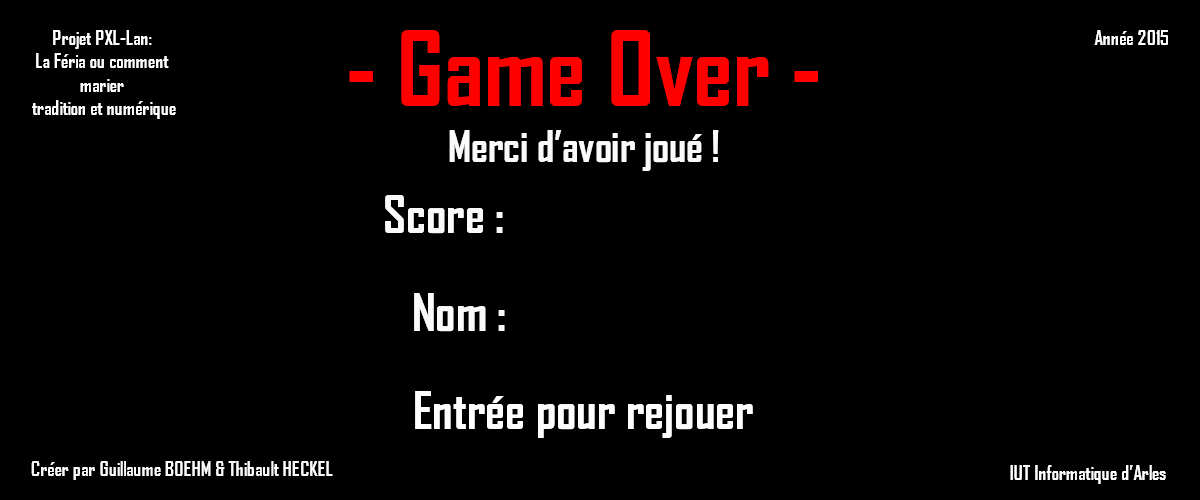 Projet PXL-Lan:
La Féria ou comment
marier
tradition et numérique
Année 2015
- Game Over -
Merci d'avoir joué !
Score :
Nom :
Entrée pour rejouer
Créer par Guillaume BOEHM & Thibault HECKEL
IUT Informatique d'Arles